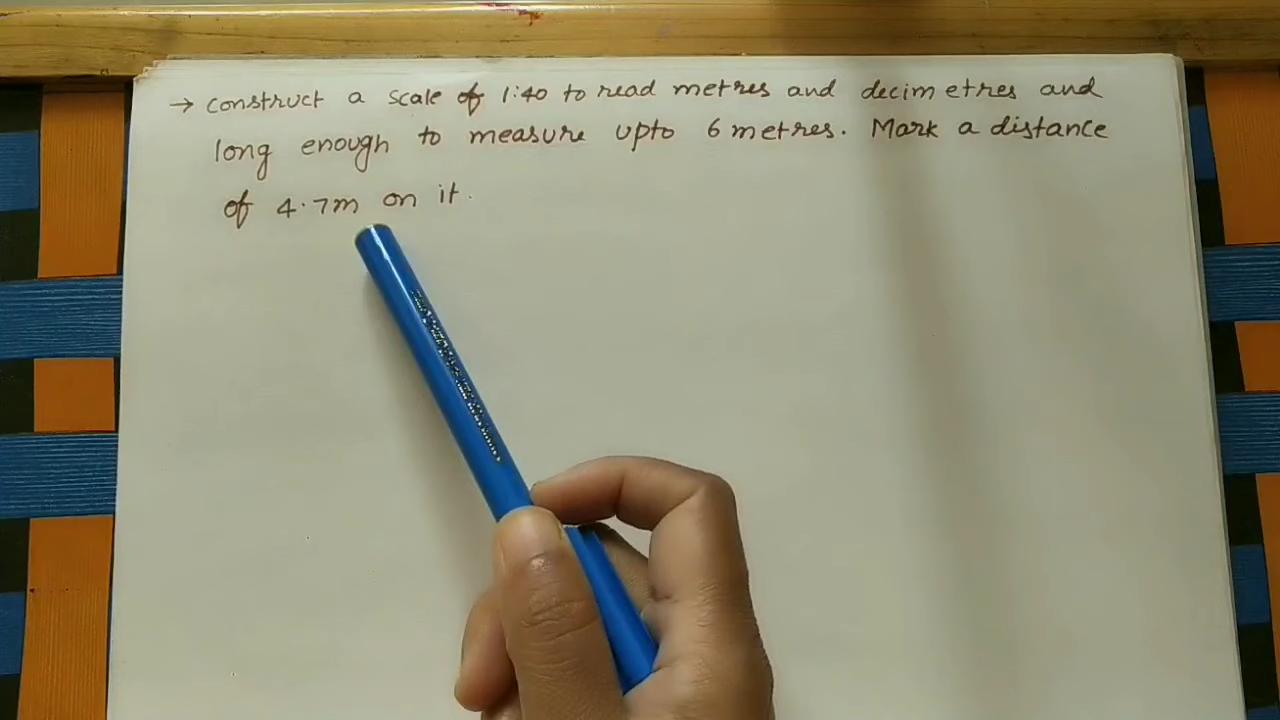 → construct a scale of 1:40 to read metres and decimetres and
long enough to measure upto 6 metres. Mark a distance
of 4.7m on it.